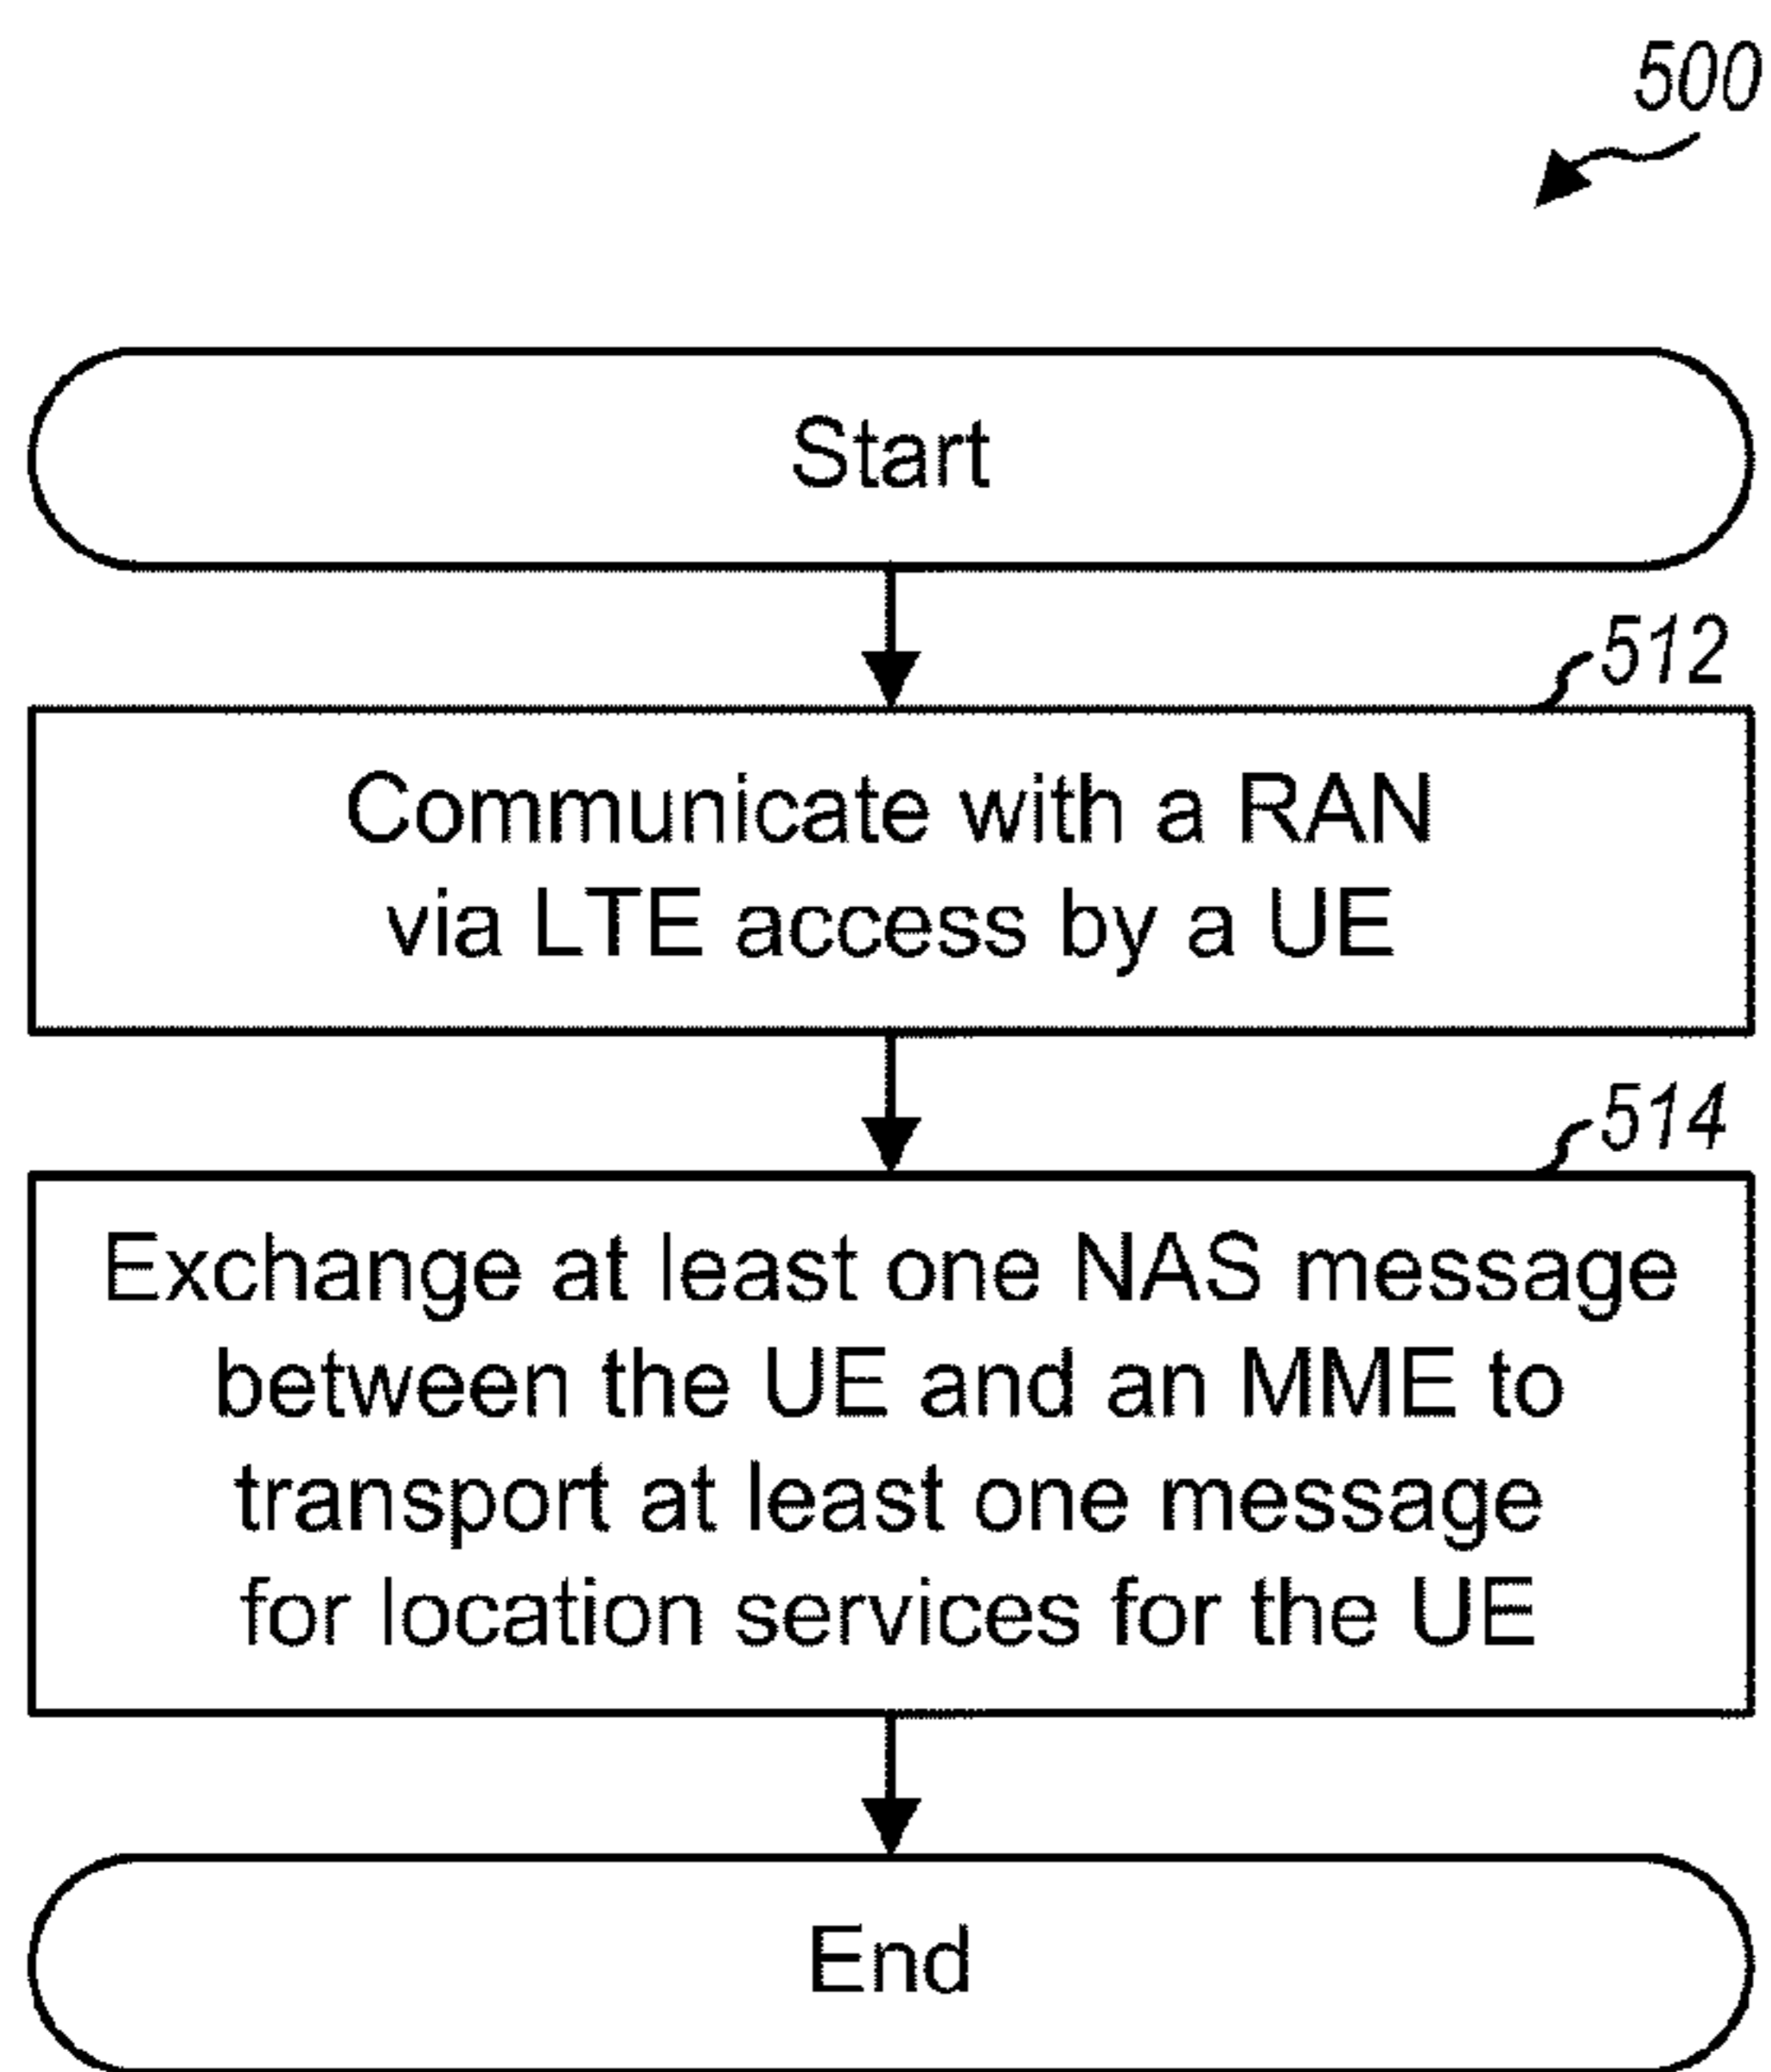 500
Start
512
Communicate with a RAN
via LTE access by a UE
514
Exchange at least one NAS message
between the UE and an MME to
transport at least one message
for location services for the UE
End